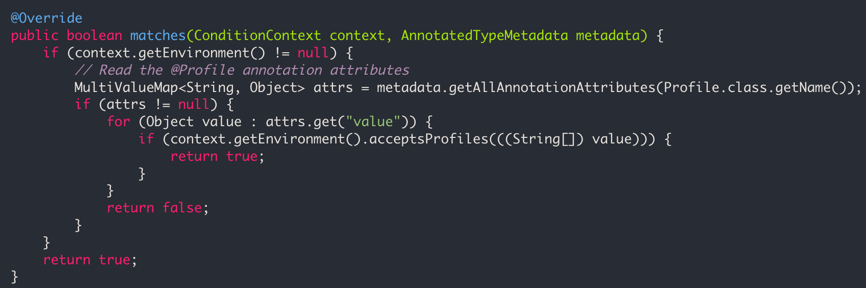 @Override
public boolean matches(ConditionContext context, AnnotatedTypeMetadata metadata) {
    if (context.getEnvironment() != null) {
        // Read the @Profile annotation attributes
        MultiValueMap<String, Object> attrs = metadata.getAllAnnotationAttributes(Profile.class.getName());
        if (attrs != null) {
            for (Object value : attrs.get("value")) {
                if (context.getEnvironment().acceptsProfiles(((String[]) value))) {
                    return true;
                }
            }
            return false;
        }
    }
    return true;
}